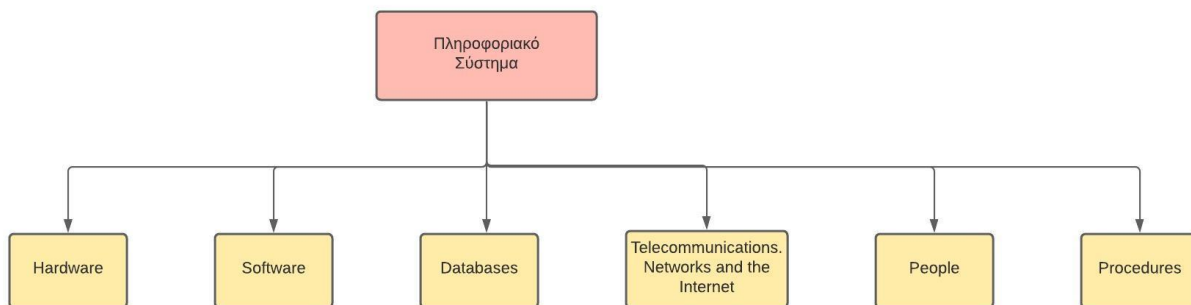 Πληροφοριακό
Σύστημα
Hardware
Software
Databases
Telecommunications.
Networks and the
Internet
People
Procedures